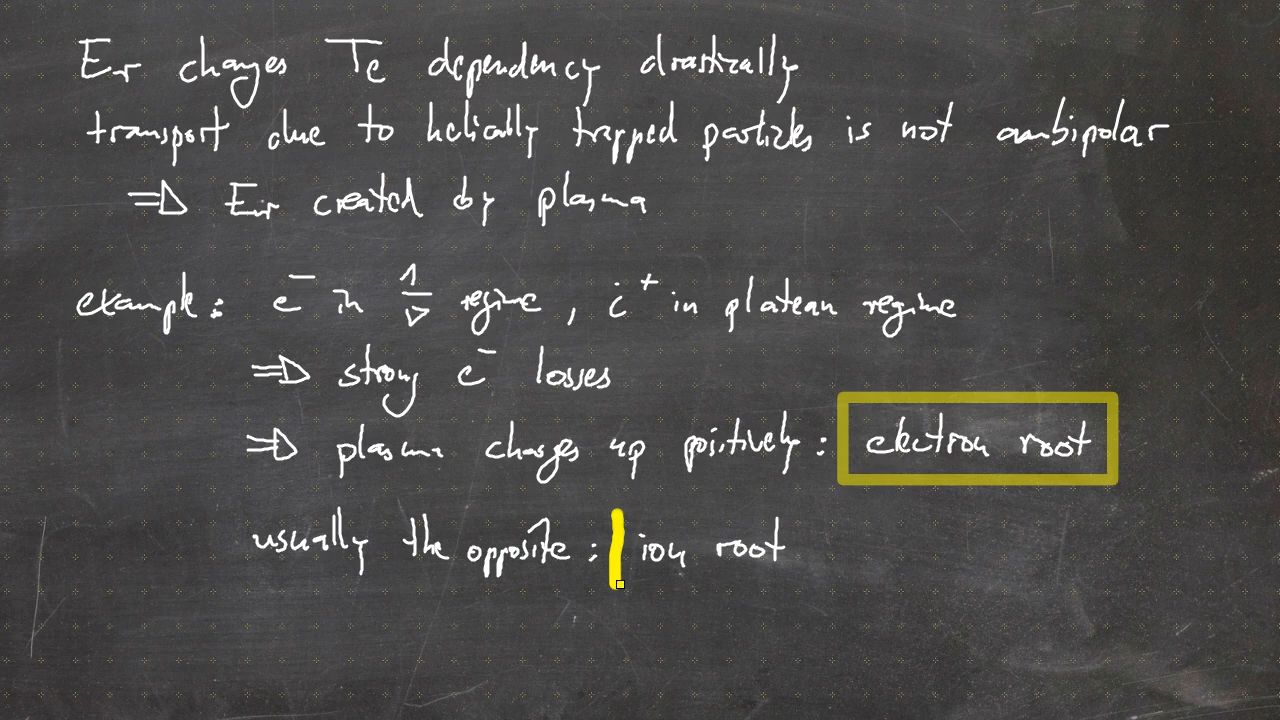 Er changes Te dependency drastically
transport due to helically trapped particles is not ambipolar
⇒ Er created by plasma
example: e⁻ in 1/ν regime, i⁺ in plateau regime
⇒ strong e⁻ losses
⇒ plasma charges up positively: electron root
usually the opposite: ion root